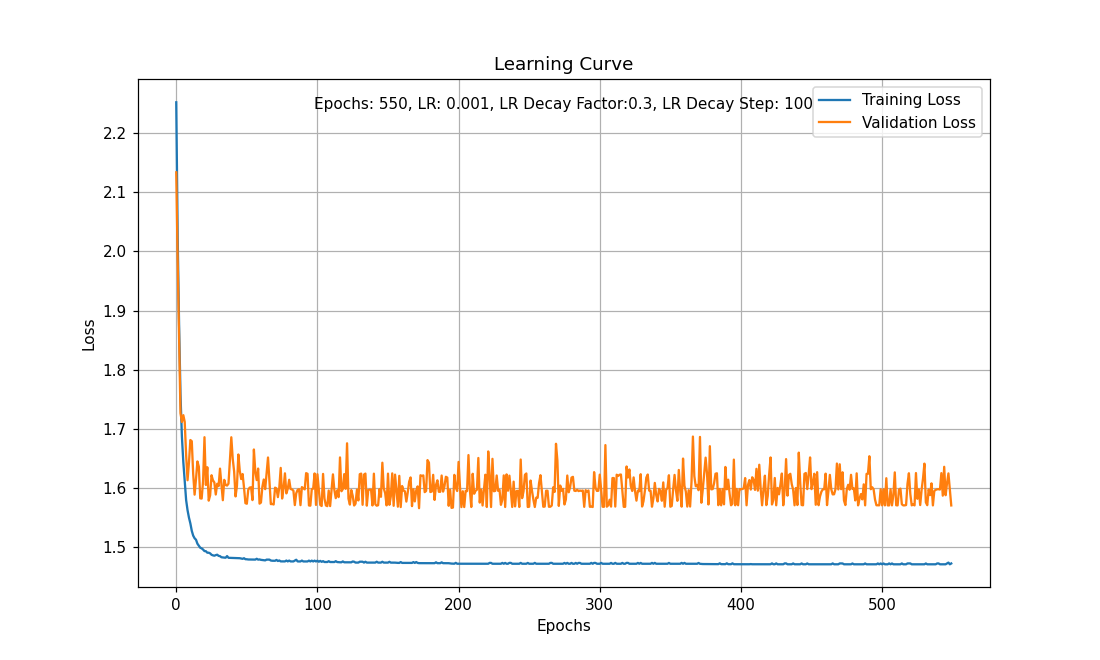 Learning Curve
Epochs: 550, LR: 0.001, LR Decay Factor:0.3, LR Decay Step: 100
Training Loss
Validation Loss
2.2
2.1
2.0
1.9
1.8
1.7
1.6
1.5
Loss
0 100 200 300 400 500
Epochs